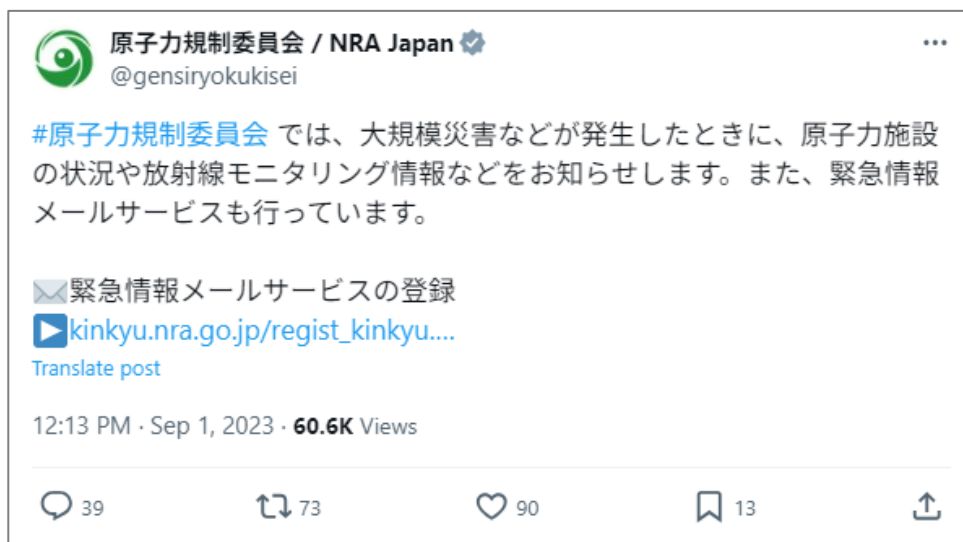 原子力規制委員会 / NRA Japan
@gensiryokukisei
#原子力規制委員会 では、大規模災害などが発生したときに、原子力施設
の状況や放射線モニタリング情報などをお知らせします。また、緊急情報
メールサービスも行っています。
✉️緊急情報メールサービスの登録
▶️kinkyu.nra.go.jp/regist_kinkyu....
Translate post
12:13 PM · Sep 1, 2023 · 60.6K Views
39 73 90 13